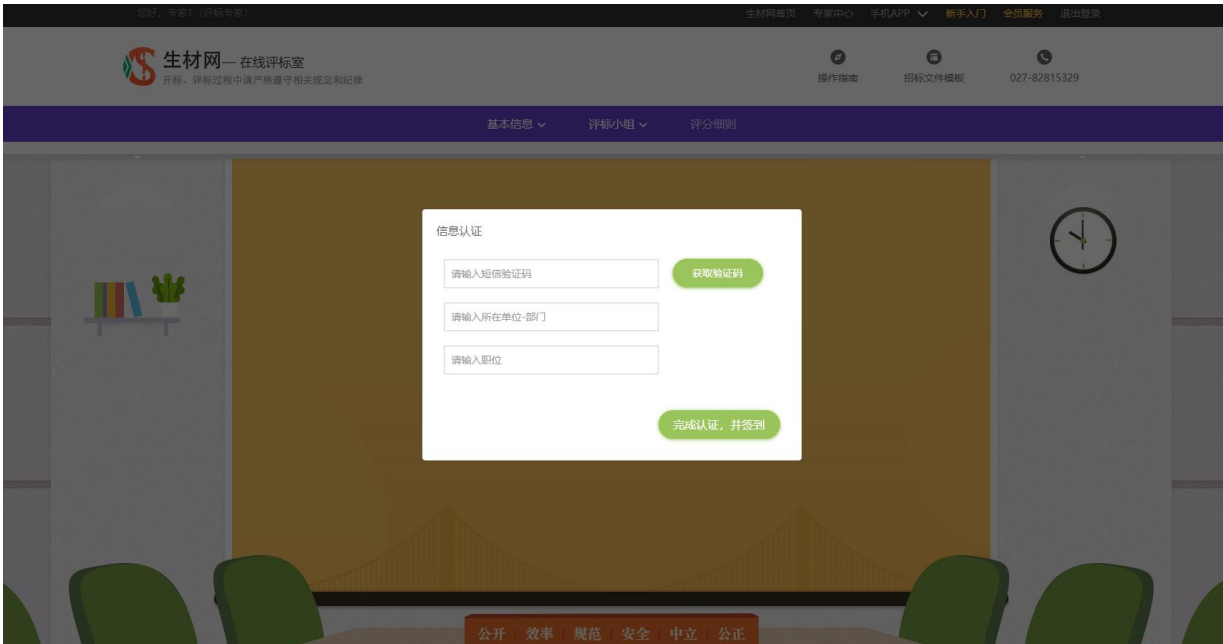 您好，专家1（评标专家）
生材网首页 专家中心 手机APP 新手入门 会员服务 退出登录
生材网— 在线评标室
开标、评标过程中请严格遵守相关规定和纪律
操作指南 招标文件模板 027-82815329
基本信息 评标小组 评分细则
信息认证
请输入短信验证码 获取验证码
请输入所在单位-部门
请输入职位
完成认证，并签到
公开 效率 规范 安全 中立 公正